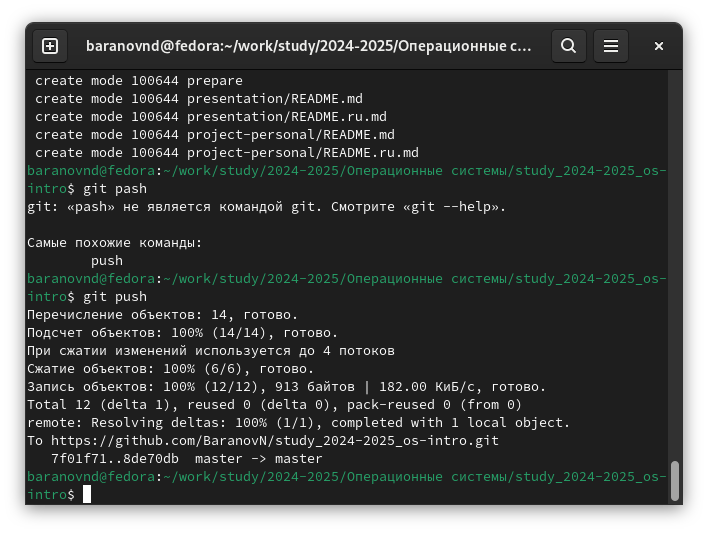 baranovnd@fedora:~/work/study/2024-2025/Операционные с…
create mode 100644 prepare
create mode 100644 presentation/README.md
create mode 100644 presentation/README.ru.md
create mode 100644 project-personal/README.md
create mode 100644 project-personal/README.ru.md
baranovnd@fedora:~/work/study/2024-2025/Операционные системы/study_2024-2025_os-
intro$ git pash
git: «pash» не является командой git. Смотрите «git --help».
Самые похожие команды:
push
baranovnd@fedora:~/work/study/2024-2025/Операционные системы/study_2024-2025_os-
intro$ git push
Перечисление объектов: 14, готово.
Подсчет объектов: 100% (14/14), готово.
При сжатии изменений используется до 4 потоков
Сжатие объектов: 100% (6/6), готово.
Запись объектов: 100% (12/12), 913 байтов | 182.00 КиБ/с, готово.
Total 12 (delta 1), reused 0 (delta 0), pack-reused 0 (from 0)
remote: Resolving deltas: 100% (1/1), completed with 1 local object.
To https://github.com/BaranovN/study_2024-2025_os-intro.git
7f01f71..8de70db  master -> master
baranovnd@fedora:~/work/study/2024-2025/Операционные системы/study_2024-2025_os-
intro$